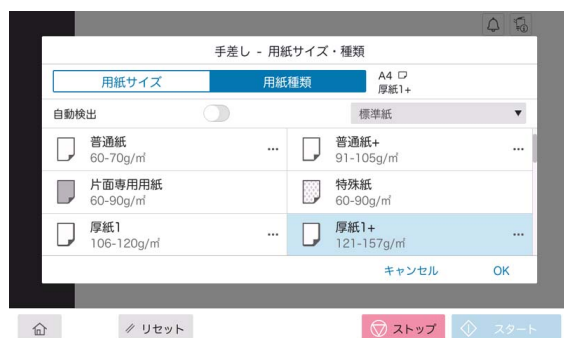 手差し - 用紙サイズ・種類
用紙サイズ 用紙種類 A4
厚紙1+
自動検出 標準紙
普通紙
60-70g/㎡
普通紙+
91-105g/㎡
片面専用用紙
60-90g/㎡
特殊紙
60-90g/㎡
厚紙1
106-120g/㎡
厚紙1+
121-157g/㎡
キャンセル OK
リセット ストップ スタート